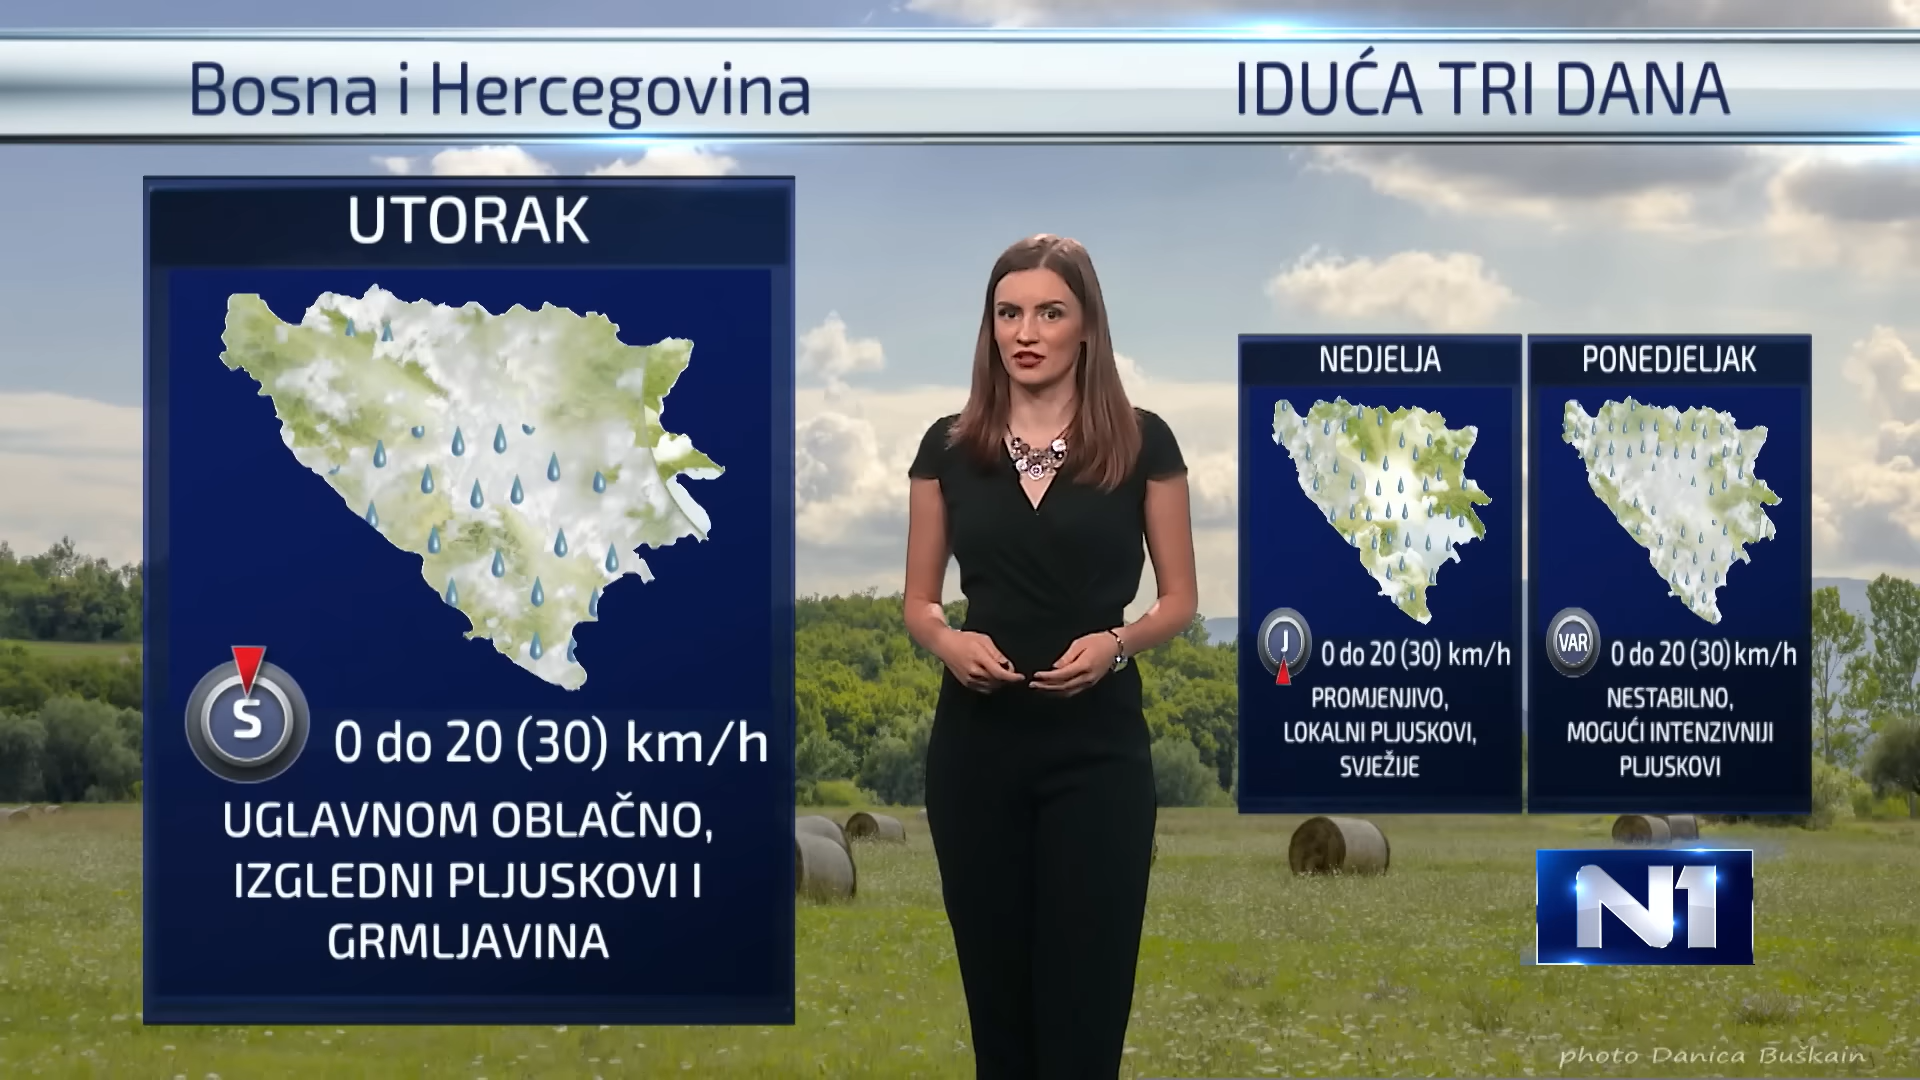 Bosna i Hercegovina
IDUĆA TRI DANA
UTORAK
S
0 do 20 (30) km/h
UGLAVNOM OBLAČNO,
IZGLEDNI PLJUSKOVI I
GRMLJAVINA
NEDJELJA
J
0 do 20 (30) km/h
PROMJENJIVO,
LOKALNI PLJUSKOVI,
SVJEŽIJE
PONEDJELJAK
VAR
0 do 20 (30) km/h
NESTABILNO,
MOGUĆI INTENZIVNIJI
PLJUSKOVI
N1
photo Danica Buškain